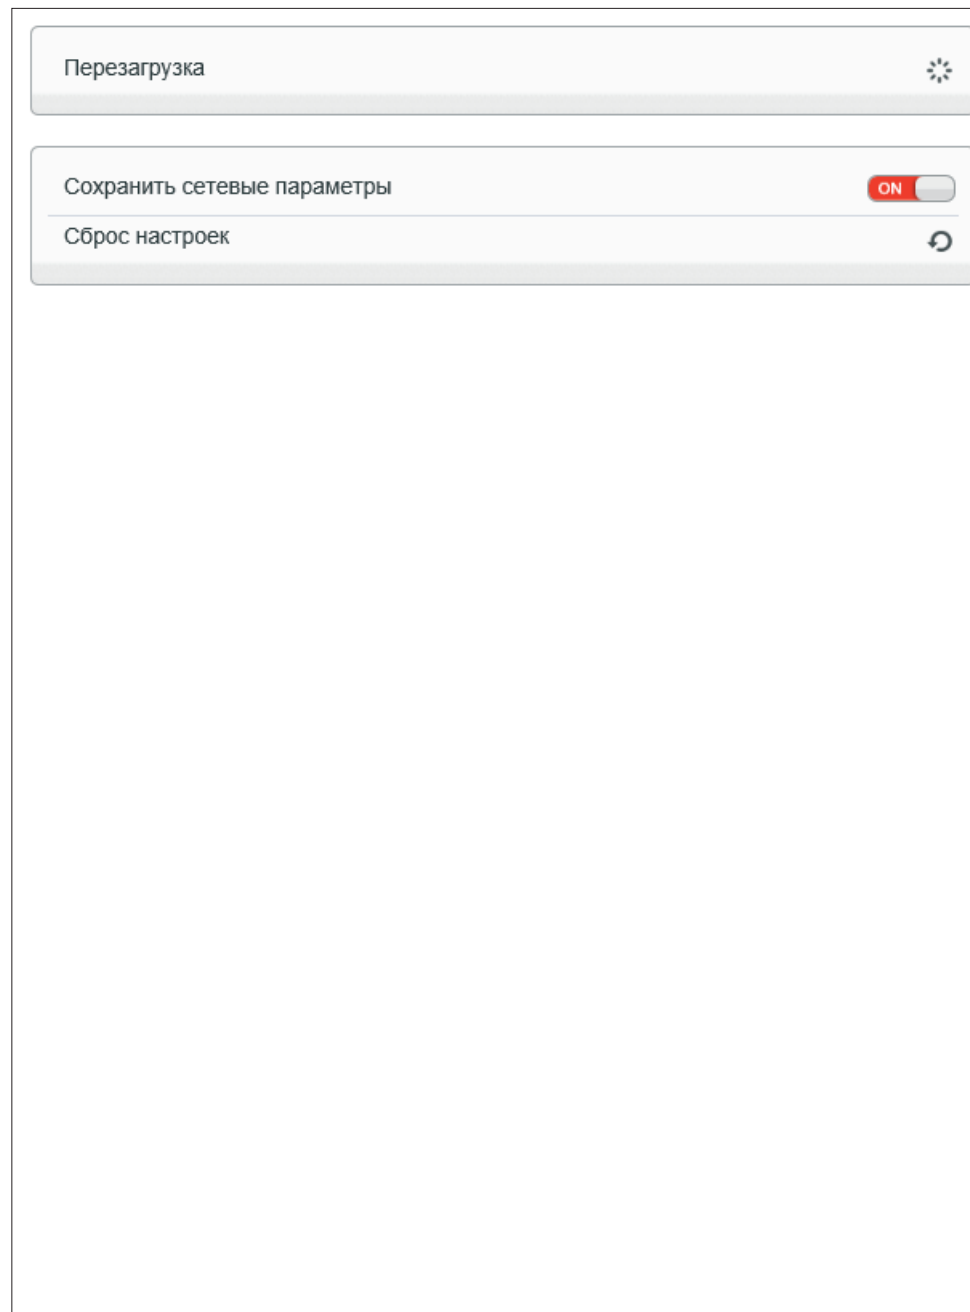 Перезагрузка
Сохранить сетевые параметры ON
Сброс настроек